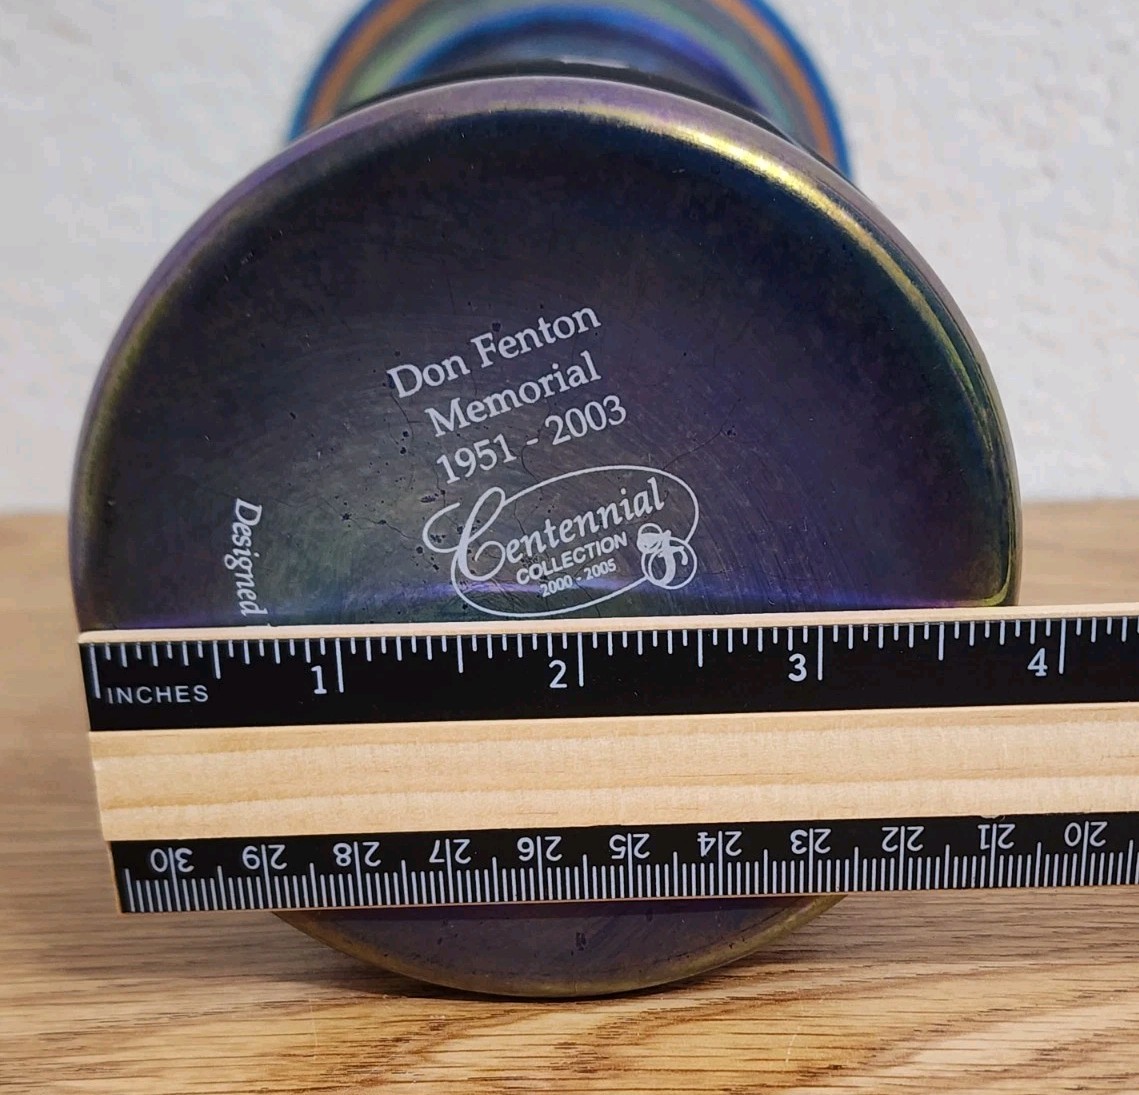 Don Fenton
Memorial
1951 - 2003
Centennial
COLLECTION
2000 - 2005
F
Designed
1 2 3 4
INCHES
30 29 28 27 26 25 24 23 22 21 20